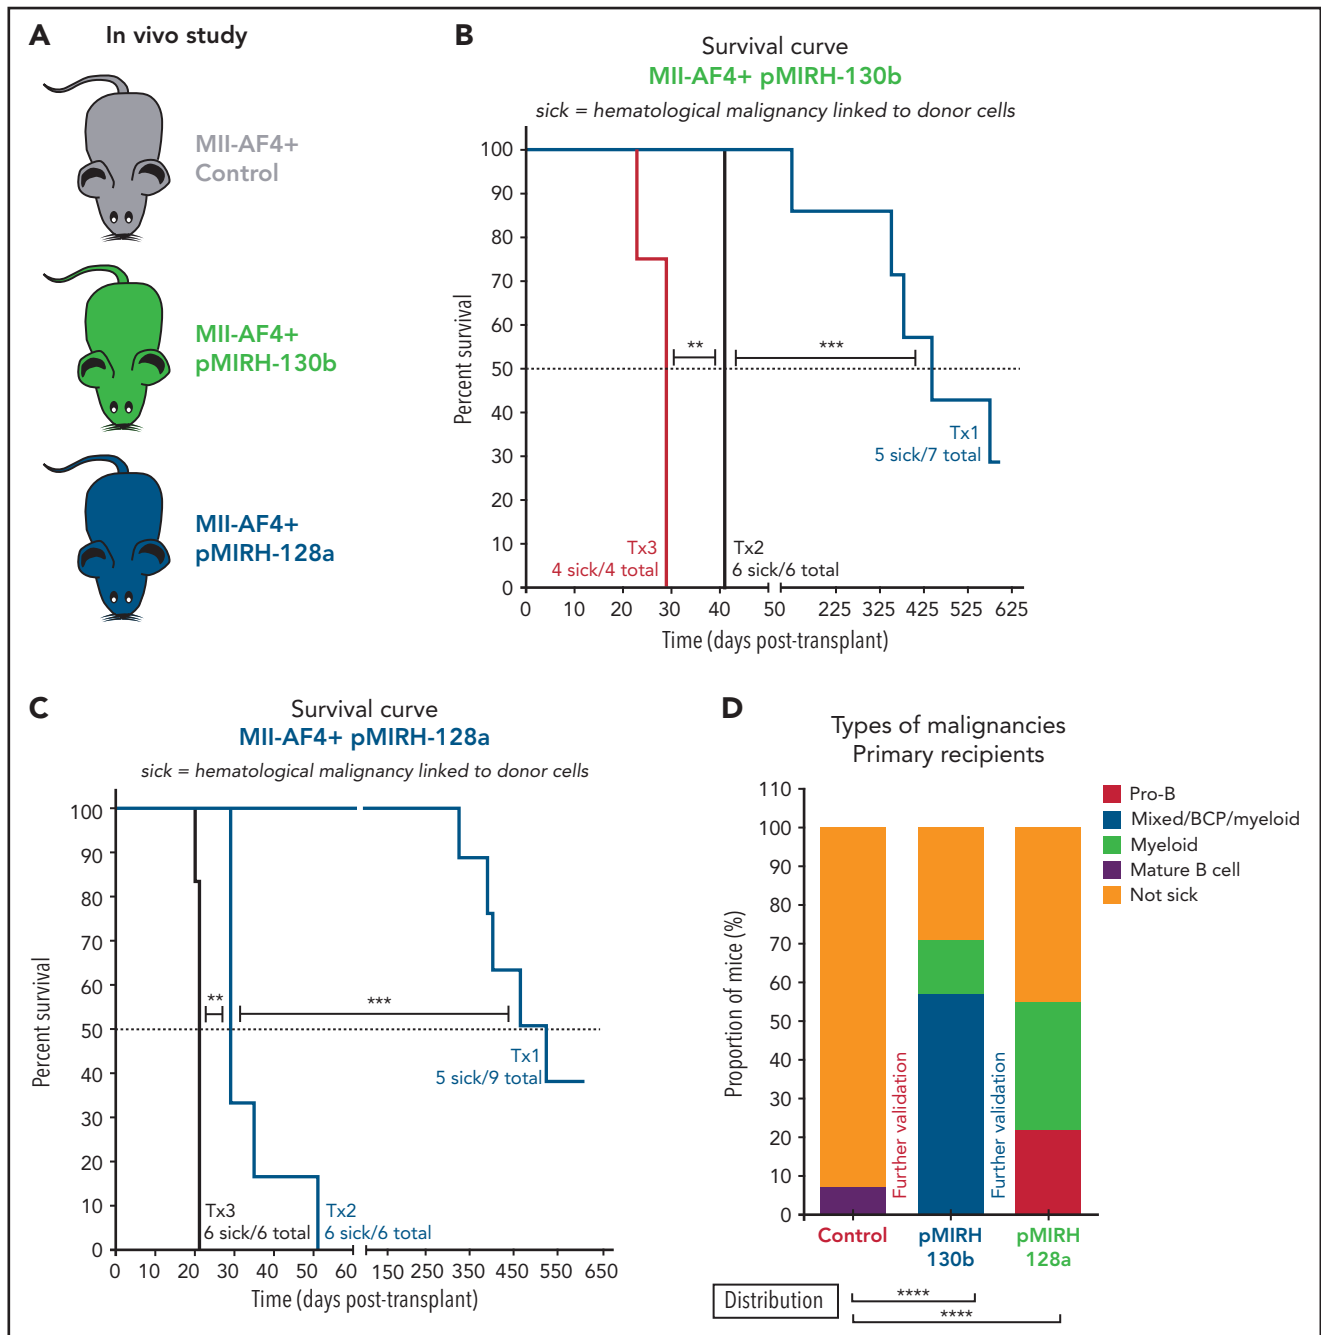 A
In vivo study
MII-AF4+
Control
MII-AF4+
pMIRH-130b
MII-AF4+
pMIRH-128a
B
Survival curve
MII-AF4+ pMIRH-130b
sick = hematological malignancy linked to donor cells
Percent survival
100
90
80
70
60
50
40
30
20
10
0
**
***
Tx1
5 sick/7 total
Tx3
4 sick/4 total
Tx2
6 sick/6 total
0 10 20 30 40 50 225 325 425 525 625
Time (days post-transplant)
C
Survival curve
MII-AF4+ pMIRH-128a
sick = hematological malignancy linked to donor cells
Percent survival
100
90
80
70
60
50
40
30
20
10
0
**
***
Tx1
5 sick/9 total
Tx3
6 sick/6 total
Tx2
6 sick/6 total
0 10 20 30 40 50 60 150 250 350 450 550 650
Time (days post-transplant)
D
Types of malignancies
Primary recipients
Proportion of mice (%)
110
100
90
80
70
60
50
40
30
20
10
0
Further validation
Further validation
Control
pMIRH
130b
pMIRH
128a
Pro-B
Mixed/BCP/myeloid
Myeloid
Mature B cell
Not sick
Distribution
****
****